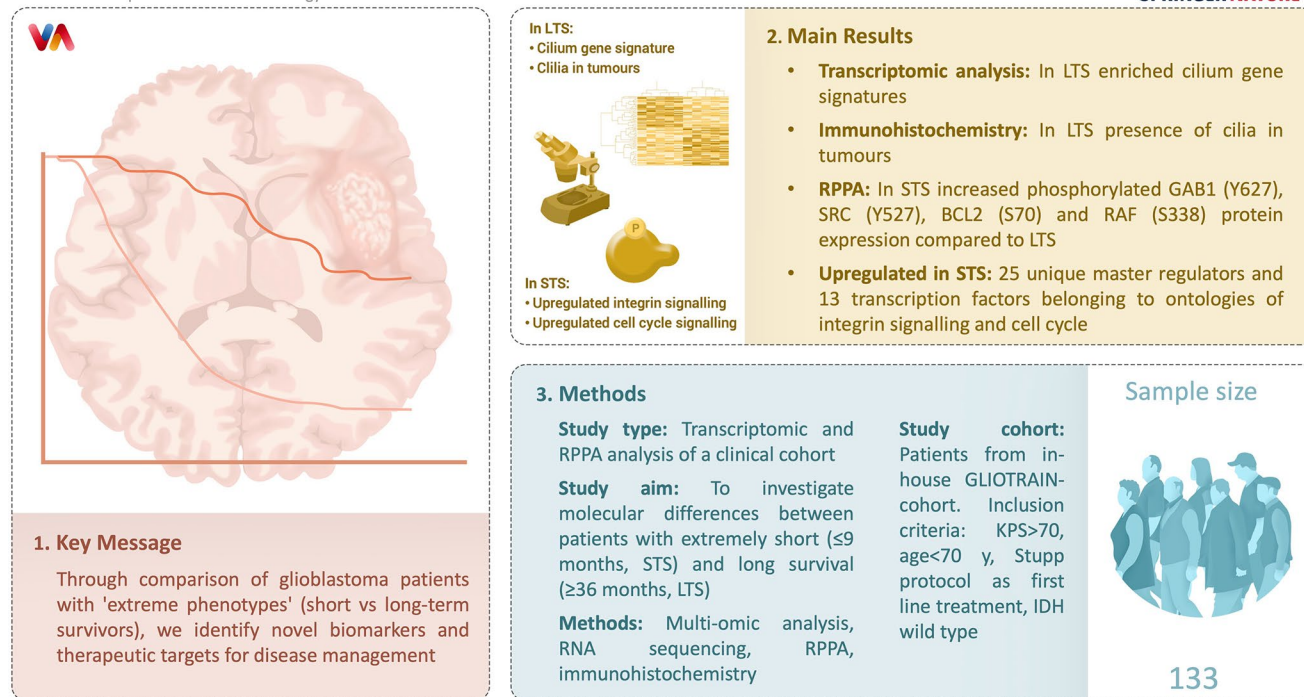 VA
1. Key Message
Through comparison of glioblastoma patients
with 'extreme phenotypes' (short vs long-term
survivors), we identify novel biomarkers and
therapeutic targets for disease management
In LTS:
• Cilium gene signature
• Clilia in tumours
P
In STS:
• Upregulated integrin signalling
• Upregulated cell cycle signalling
2. Main Results
• Transcriptomic analysis: In LTS enriched cilium gene
signatures
• Immunohistochemistry: In LTS presence of cilia in
tumours
• RPPA: In STS increased phosphorylated GAB1 (Y627),
SRC (Y527), BCL2 (S70) and RAF (S338) protein
expression compared to LTS
• Upregulated in STS: 25 unique master regulators and
13 transcription factors belonging to ontologies of
integrin signalling and cell cycle
3. Methods
Study type: Transcriptomic and
RPPA analysis of a clinical cohort
Study aim: To investigate
molecular differences between
patients with extremely short (≤9
months, STS) and long survival
(≥36 months, LTS)
Methods: Multi-omic analysis,
RNA sequencing, RPPA,
immunohistochemistry
Study cohort:
Patients from in-
house GLIOTRAIN-
cohort. Inclusion
criteria: KPS>70,
age<70 y, Stupp
protocol as first
line treatment, IDH
wild type
Sample size
133